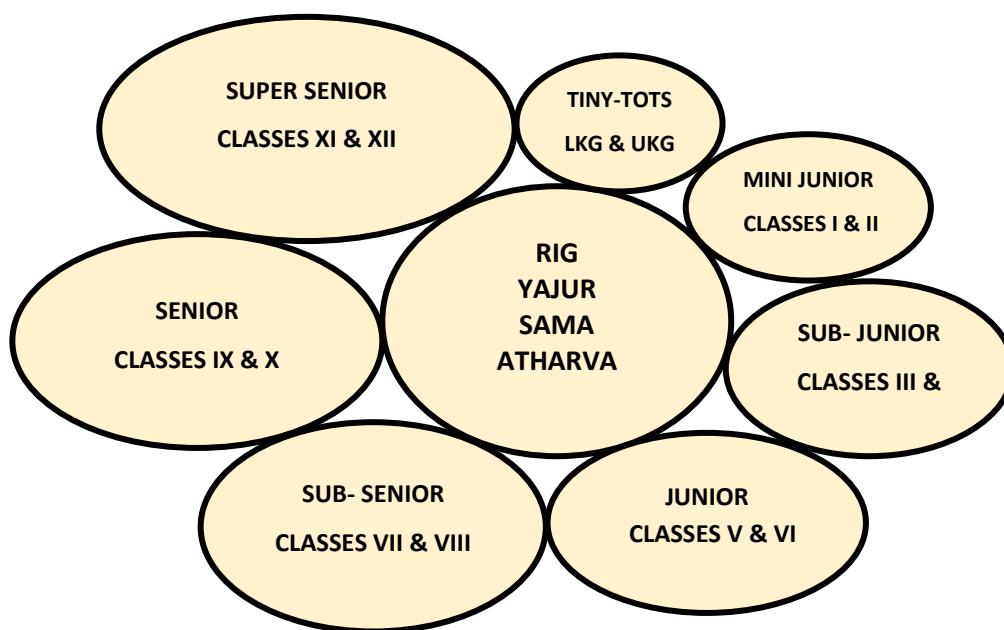 SUPER SENIOR
CLASSES XI & XII
TINY-TOTS
LKG & UKG
MINI JUNIOR
CLASSES I & II
RIG
YAJUR
SAMA
ATHARVA
SENIOR
CLASSES IX & X
SUB- JUNIOR
CLASSES III &
SUB- SENIOR
CLASSES VII & VIII
JUNIOR
CLASSES V & VI